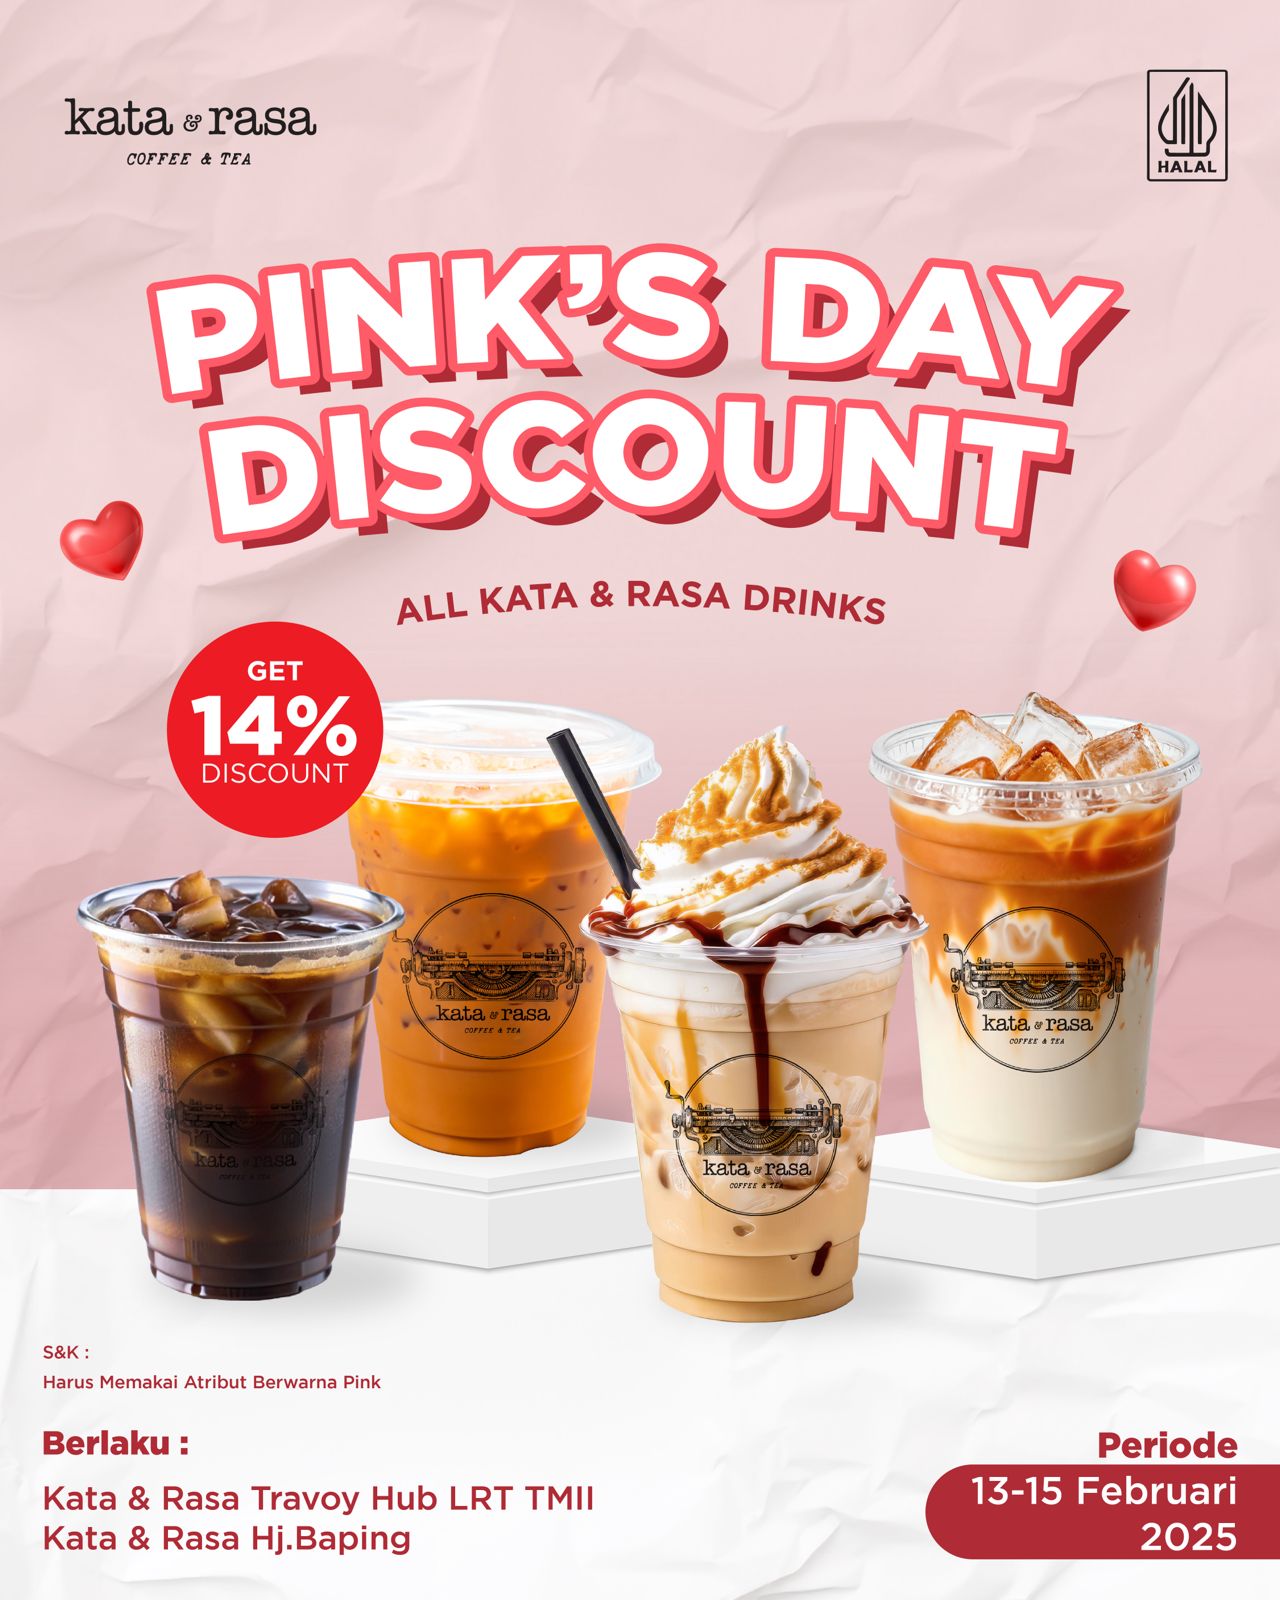 kata & rasa
COFFEE & TEA
HALAL
PINK'S DAY
DISCOUNT
ALL KATA & RASA DRINKS
GET
14%
DISCOUNT
kata & rasa
COFFEE & TEA
kata & rasa
COFFEE & TEA
kata & rasa
COFFEE & TEA
kata & rasa
COFFEE & TEA
S&K :
Harus Memakai Atribut Berwarna Pink
Berlaku :
Kata & Rasa Travoy Hub LRT TMII
Kata & Rasa Hj.Baping
Periode
13-15 Februari
2025